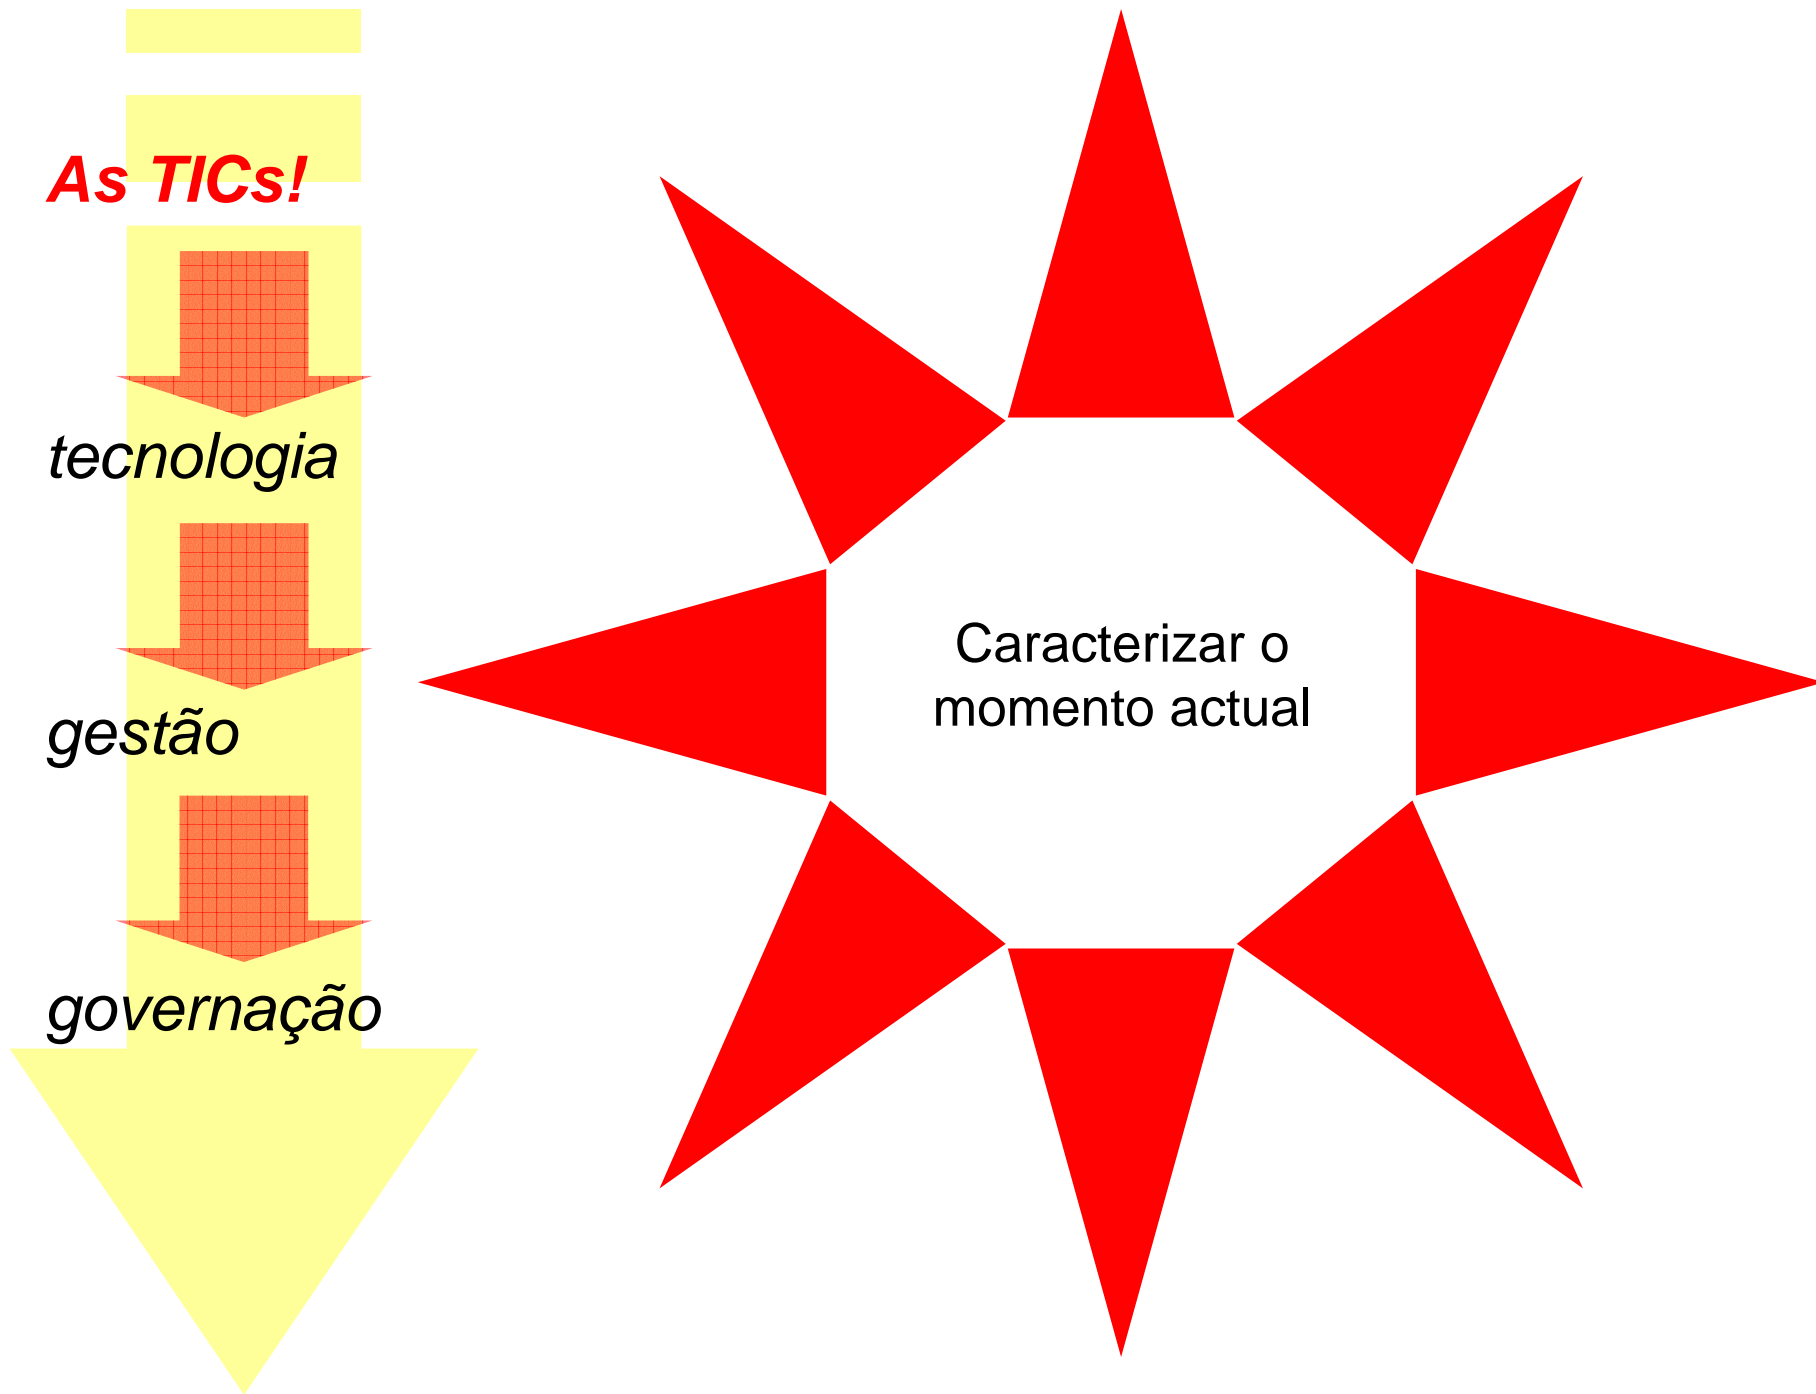 As TICs!
tecnologia
gestão
governação
Caracterizar o
momento actual